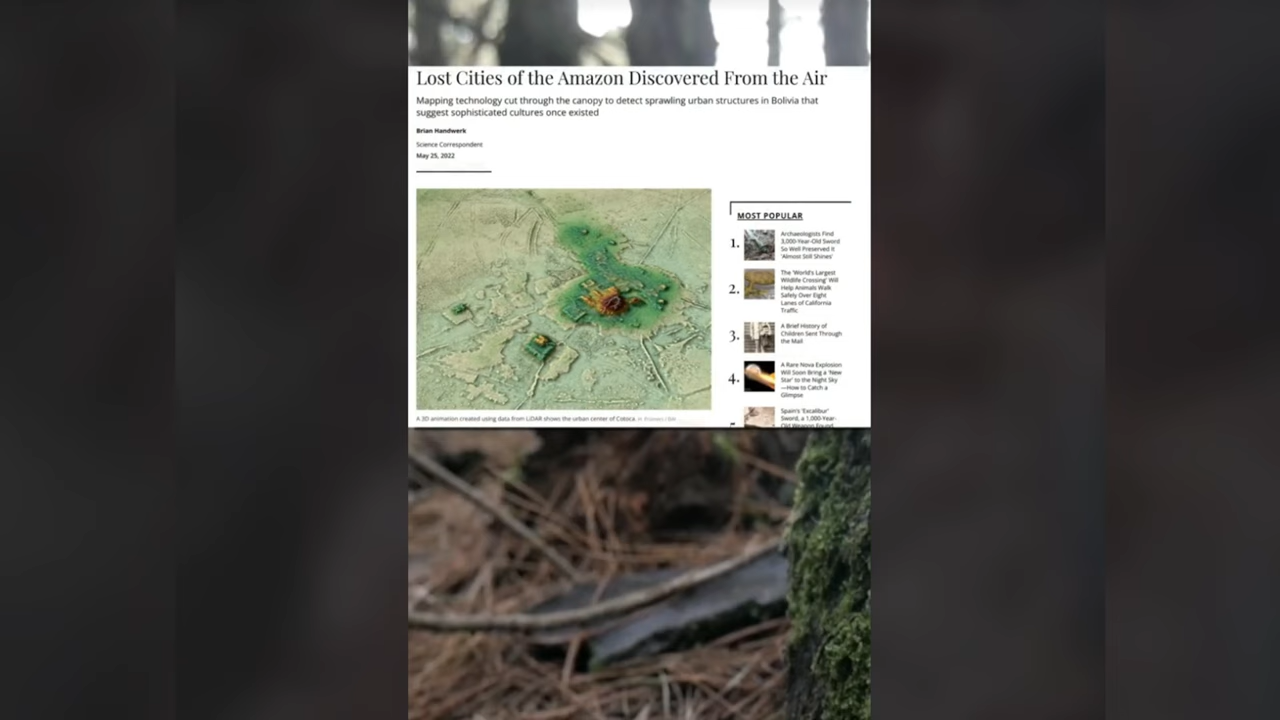 Lost Cities of the Amazon Discovered From the Air
Mapping technology cut through the canopy to detect sprawling urban structures in Bolivia that
suggest sophisticated cultures once existed
Brian Handwerk
Science Correspondent
May 25, 2022
MOST POPULAR
1.
Archaeologists Find
3,000-Year-Old Sword
So Well Preserved It
'Almost Still Shines'
2.
The 'World's Largest
Wildlife Crossing' Will
Help Animals Walk
Safely Over Eight
Lanes of California
Traffic
3.
A Brief History of
Children Sent Through
the Mail
4.
A Rare Nova Explosion
Will Soon Bring a 'New
Star' to the Night Sky
—How to Catch a
Glimpse
Spain's 'Excalibur'
Sword, a 1,000-Year-
Old Weapon Found
A 3D animation created using data from LiDAR shows the urban center of Cotoca.